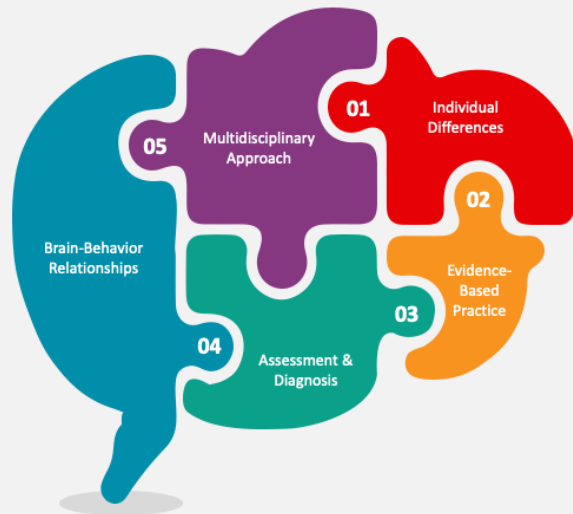 01
Individual
Differences
02
Evidence-
Based
Practice
03
Assessment &
Diagnosis
04
Brain-Behavior
Relationships
05
Multidisciplinary
Approach